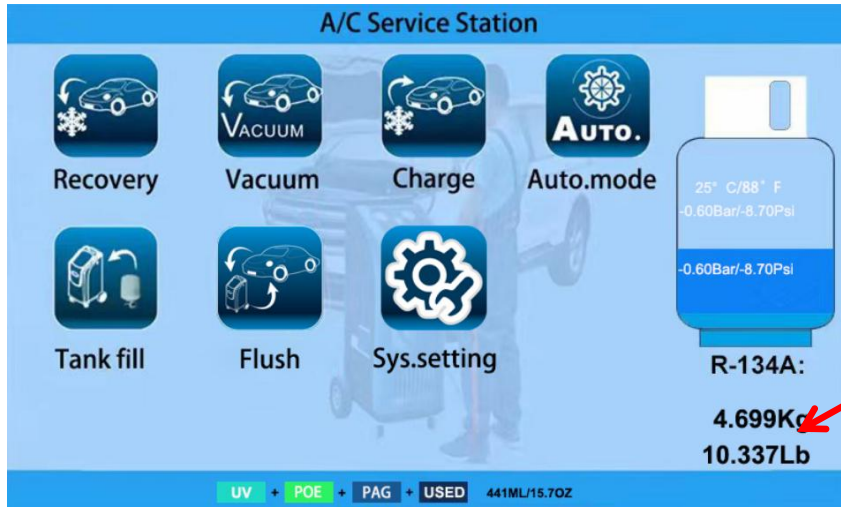 A/C Service Station
VACUUM
AUTO.
Recovery
Vacuum
Charge
Auto.mode
25° C/88° F
-0.60Bar/-8.70Psi
-0.60Bar/-8.70Psi
Tank fill
Flush
Sys.setting
R-134A:
4.699Kg
10.337Lb
UV + POE + PAG + USED 441ML/15.7OZ